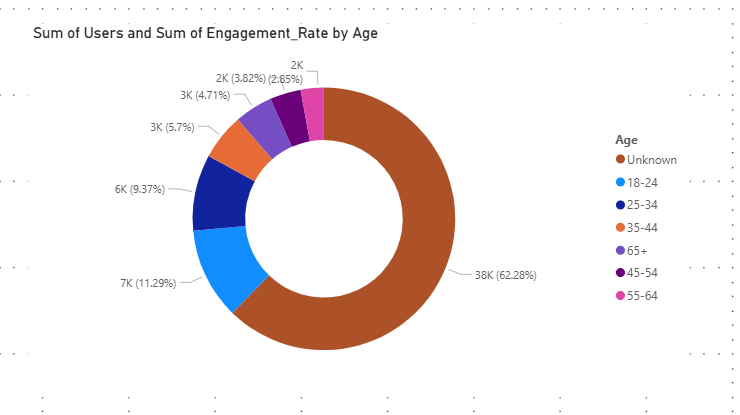 Sum of Users and Sum of Engagement_Rate by Age
2K
2K (3.82%)
(2.85%)
3K (4.71%)
3K (5.7%)
6K (9.37%)
7K (11.29%)
38K (62.28%)
Age
Unknown
18-24
25-34
35-44
65+
45-54
55-64